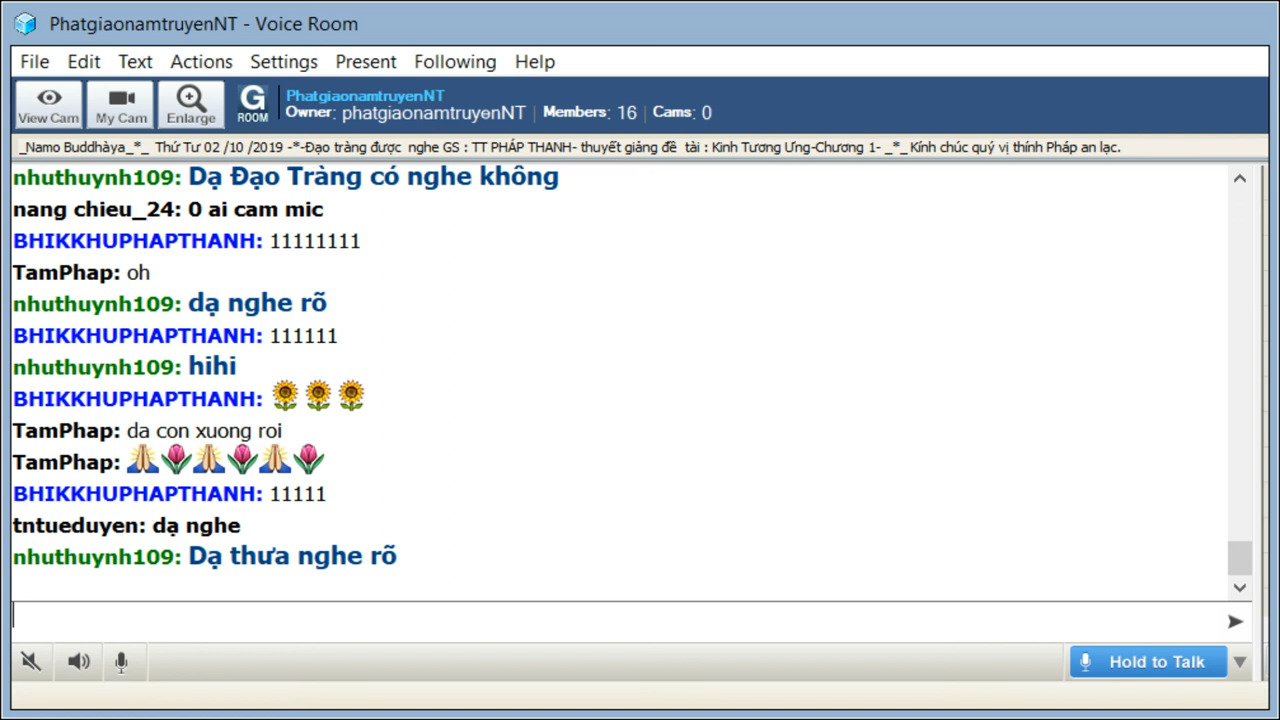 PhatgiaonamtruyenNT - Voice Room
File Edit Text Actions Settings Present Following Help
View Cam My Cam Enlarge G ROOM
PhatgiaonamtruyenNT
Owner: phatgiaonamtruyenNT | Members: 16 | Cams: 0
_Namo Buddhàya_*_ Thứ Tư 02 /10 /2019 -*-Đạo tràng được nghe GS : TT PHÁP THANH- thuyết giảng đề tài : Kinh Tương Ưng-Chương 1- _*_Kính chúc quý vị thính Pháp an lạc.
nhuthuynh109: Dạ Đạo Tràng có nghe không
nang chieu_24: 0 ai cam mic
BHIKKHUPHAPTHANH: 11111111
TamPhap: oh
nhuthuynh109: dạ nghe rõ
BHIKKHUPHAPTHANH: 111111
nhuthuynh109: hihi
BHIKKHUPHAPTHANH: 🌻🌻🌻
TamPhap: da con xuong roi
TamPhap: 🙏🌷🙏🌷🙏🌷
BHIKKHUPHAPTHANH: 11111
tntueduyen: dạ nghe
nhuthuynh109: Dạ thưa nghe rõ
Hold to Talk